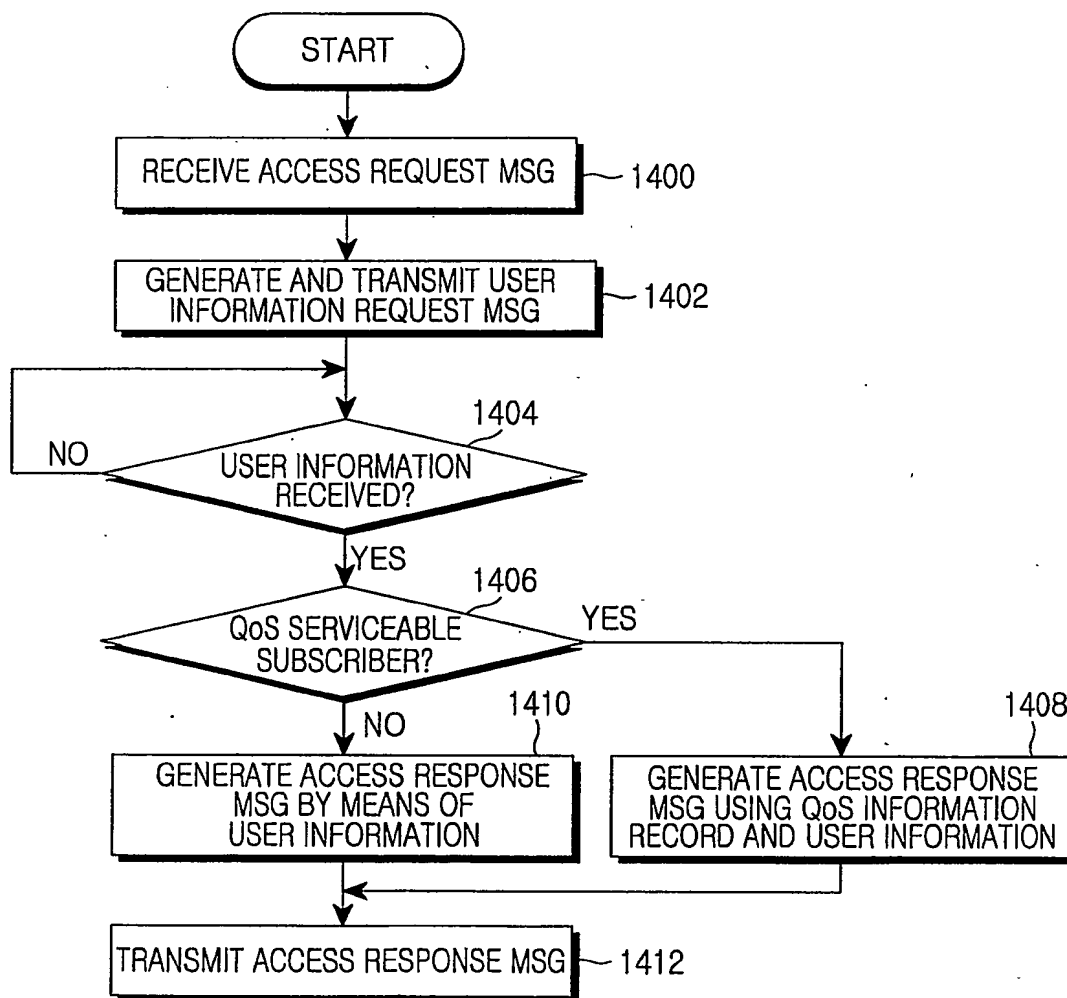 START
RECEIVE ACCESS REQUEST MSG
1400
GENERATE AND TRANSMIT USER
INFORMATION REQUEST MSG
1402
1404
NO
USER INFORMATION
RECEIVED?
YES
1406
QoS SERVICEABLE
SUBSCRIBER?
YES
NO
1410
GENERATE ACCESS RESPONSE
MSG BY MEANS OF
USER INFORMATION
1408
GENERATE ACCESS RESPONSE
MSG USING QoS INFORMATION
RECORD AND USER INFORMATION
TRANSMIT ACCESS RESPONSE MSG
1412